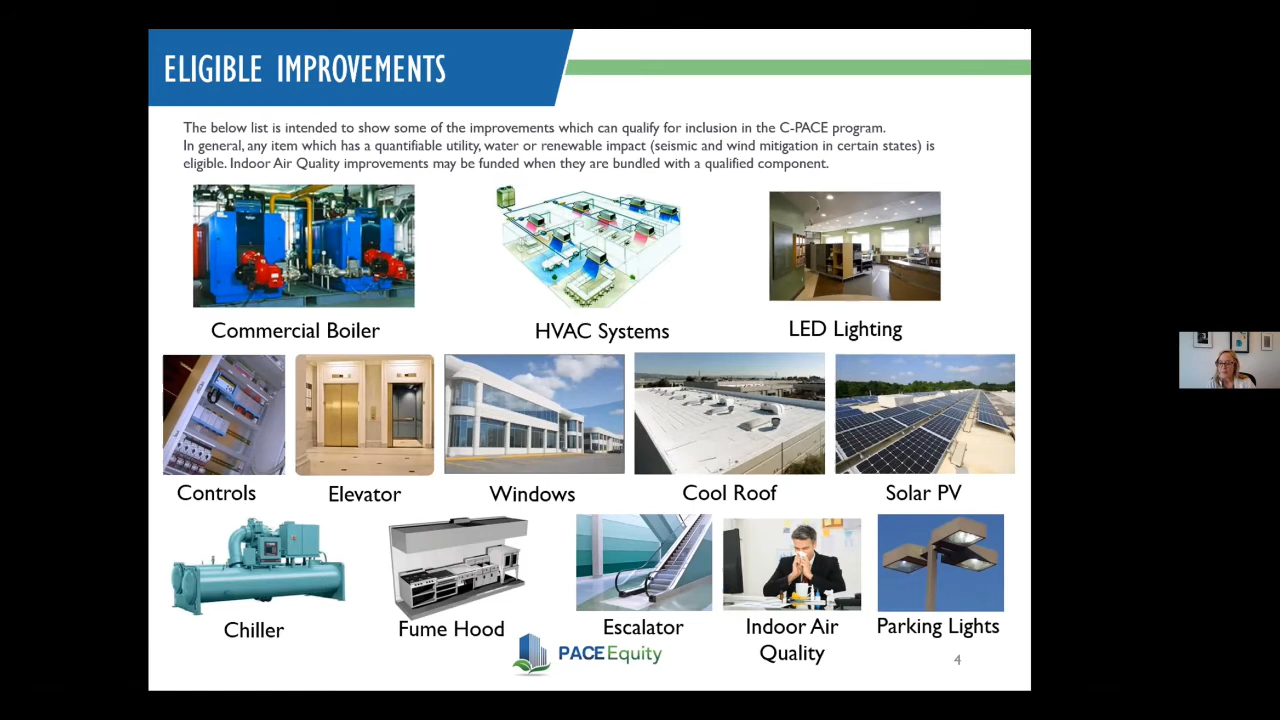 ELIGIBLE IMPROVEMENTS
The below list is intended to show some of the improvements which can qualify for inclusion in the C-PACE program.
In general, any item which has a quantifiable utility, water or renewable impact (seismic and wind mitigation in certain states) is
eligible. Indoor Air Quality improvements may be funded when they are bundled with a qualified component.
Commercial Boiler
HVAC Systems
LED Lighting
Controls
Elevator
Windows
Cool Roof
Solar PV
Chiller
Fume Hood
Escalator
Indoor Air
Quality
Parking Lights
PACE Equity
4